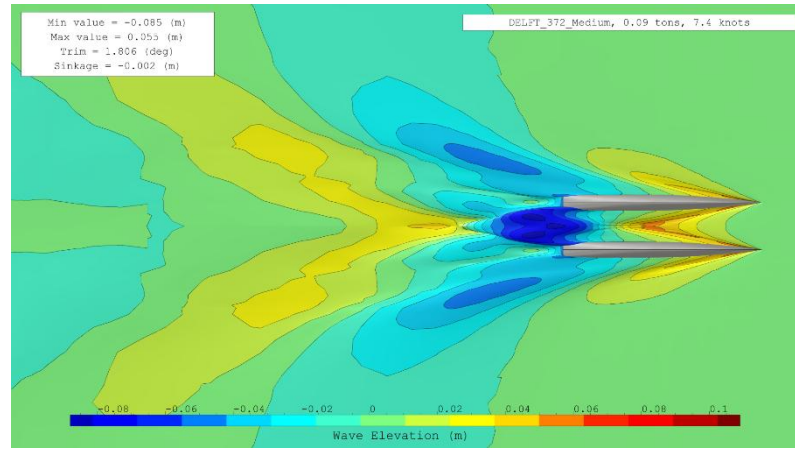 Min value = -0.085 (m)
Max value = 0.055 (m)
Trim = 1.806 (deg)
Sinkage = -0.002 (m)
DELFT_372_Medium, 0.09 tons, 7.4 knots
-0.08 -0.06 -0.04 -0.02 0 0.02 0.04 0.06 0.08 0.1
Wave Elevation (m)